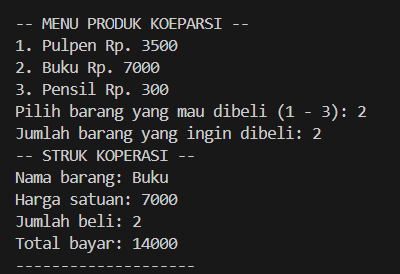 -- MENU PRODUK KOEPARSI --
1. Pulpen Rp. 3500
2. Buku Rp. 7000
3. Pensil Rp. 300
Pilih barang yang mau dibeli (1 - 3): 2
Jumlah barang yang ingin dibeli: 2
-- STRUK KOPERASI --
Nama barang: Buku
Harga satuan: 7000
Jumlah beli: 2
Total bayar: 14000
--------------------